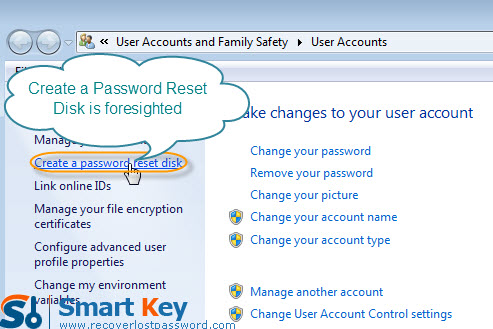 User Accounts and Family Safety
User Accounts
Create a Password Reset
Disk is foresighted
ake changes to your user account
Manage your
Create a password reset disk
Link online IDs
Manage your file encryption
certificates
Configure advanced user
profile properties
Change my environment
variables
Change your password
Remove your password
Change your picture
Change your account name
Change your account type
Manage another account
Change User Account Control settings
Smart Key
www.recoverlostpassword.com